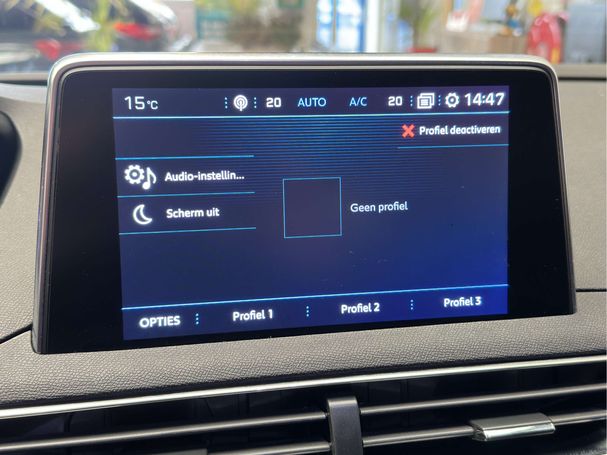 15°C 20 AUTO A/C 20 14:47
Profiel deactiveren
Audio-instellin...
Scherm uit
Geen profiel
OPTIES Profiel 1 Profiel 2 Profiel 3